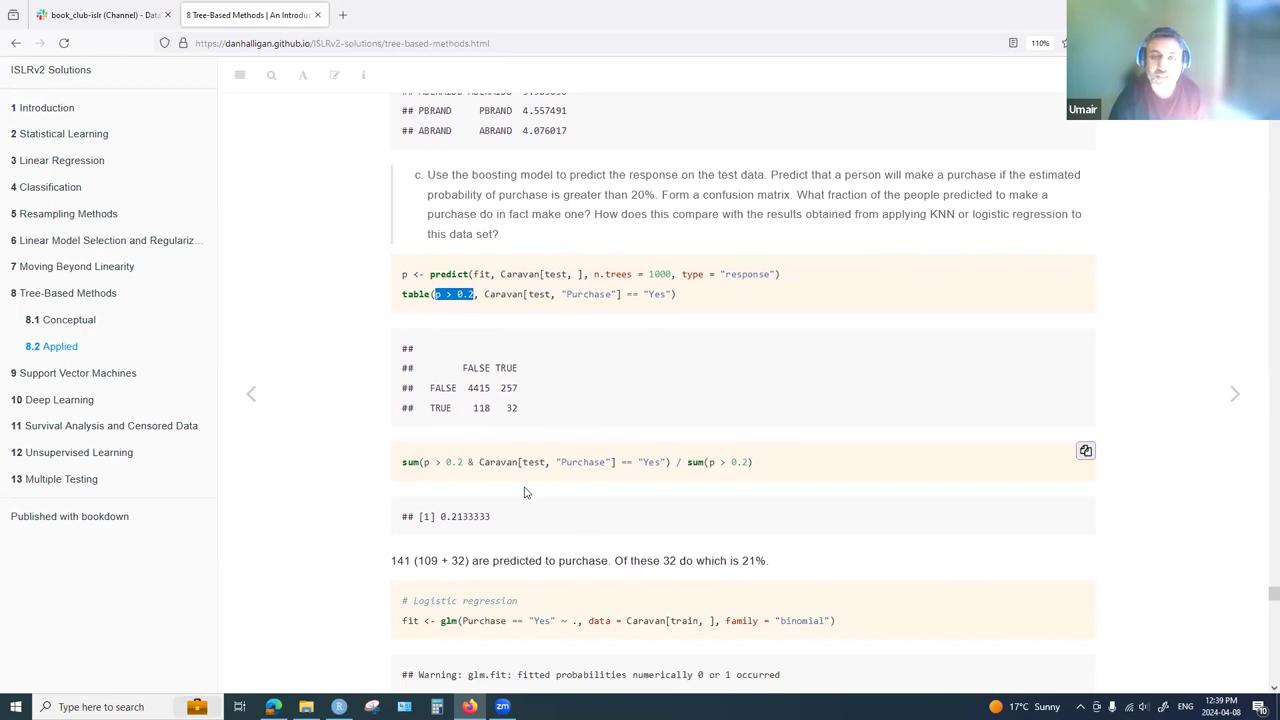 book_club-islr (Channel) - Dat
8 Tree-Based Methods | An Introduc
https://danhalligan.github.io/ISLRv2-solutions/tree-based-methods.html
110%
Umair
ISLRv2 Solutions
1 Introduction
2 Statistical Learning
3 Linear Regression
4 Classification
5 Resampling Methods
6 Linear Model Selection and Regulariz...
7 Moving Beyond Linearity
8 Tree-Based Methods
8.1 Conceptual
8.2 Applied
9 Support Vector Machines
10 Deep Learning
11 Survival Analysis and Censored Data
12 Unsupervised Learning
13 Multiple Testing
Published with bookdown
## PBRAND PBRAND 4.557491
## ABRAND ABRAND 4.076017
c. Use the boosting model to predict the response on the test data. Predict that a person will make a purchase if the estimated
probability of purchase is greater than 20%. Form a confusion matrix. What fraction of the people predicted to make a
purchase do in fact make one? How does this compare with the results obtained from applying KNN or logistic regression to
this data set?
p <- predict(fit, Caravan[test, ], n.trees = 1000, type = "response")
table(p > 0.2, Caravan[test, "Purchase"] == "Yes")
##
## FALSE TRUE
## FALSE 4415 257
## TRUE 118 32
sum(p > 0.2 & Caravan[test, "Purchase"] == "Yes") / sum(p > 0.2)
## [1] 0.2133333
141 (109 + 32) are predicted to purchase. Of these 32 do which is 21%.
# Logistic regression
fit <- glm(Purchase == "Yes" ~ ., data = Caravan[train, ], family = "binomial")
## Warning: glm.fit: fitted probabilities numerically 0 or 1 occurred
Type here to search
17°C Sunny
12:39 PM
2024-04-08